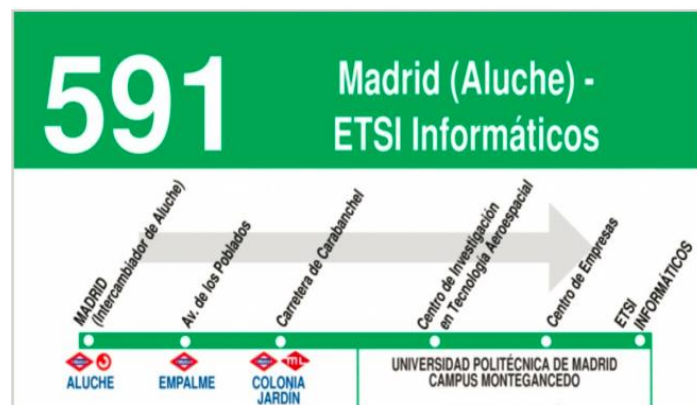 591
Madrid (Aluche) -
ETSI Informáticos
MADRID
(Intercambiador de Aluche)
Av. de los Poblados
Carretera de Carabanchel
Centro de Investigación
en Tecnología Aeroespacial
Centro de Empresas
ETSI
INFORMÁTICOS
ALUCHE
EMPALME
ML
COLONIA
JARDÍN
UNIVERSIDAD POLITÉCNICA DE MADRID
CAMPUS MONTEGANCEDO